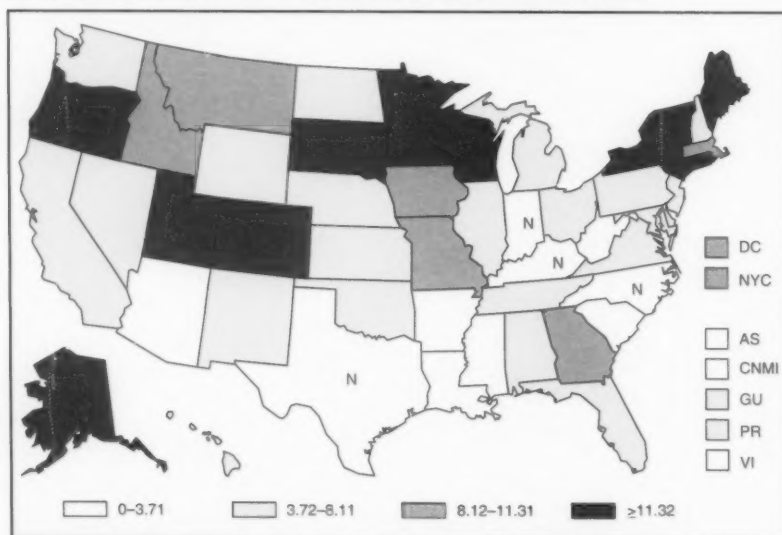 N
N
N
N
DC
NYC
AS
CNMI
GU
PR
VI
0–3.71
3.72–8.11
8.12–11.31
≥11.32